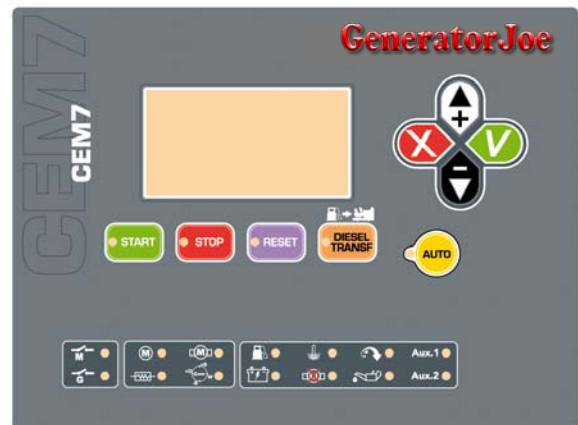 GeneratorJoe
CEM7
CEM7
+
X V
-
START STOP RESET DIESEL TRANSF
AUTO
M M M Aux.1
G Aux.2